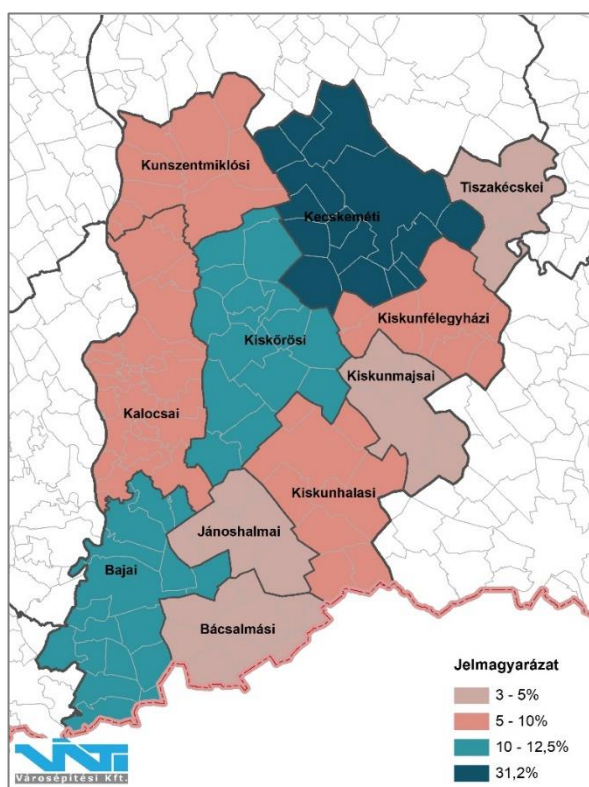 Kunszentmiklósi
Tiszakécskei
Kecskeméti
Kiskunfélegyházi
Kiskőrösi
Kiskunmajsai
Kalocsai
Kiskunhalasi
Jánoshalmai
Bajai
Bácsalmási
Jelmagyarázat
3 - 5%
5 - 10%
10 - 12,5%
31,2%
VÁTI
Városépítési Kft.